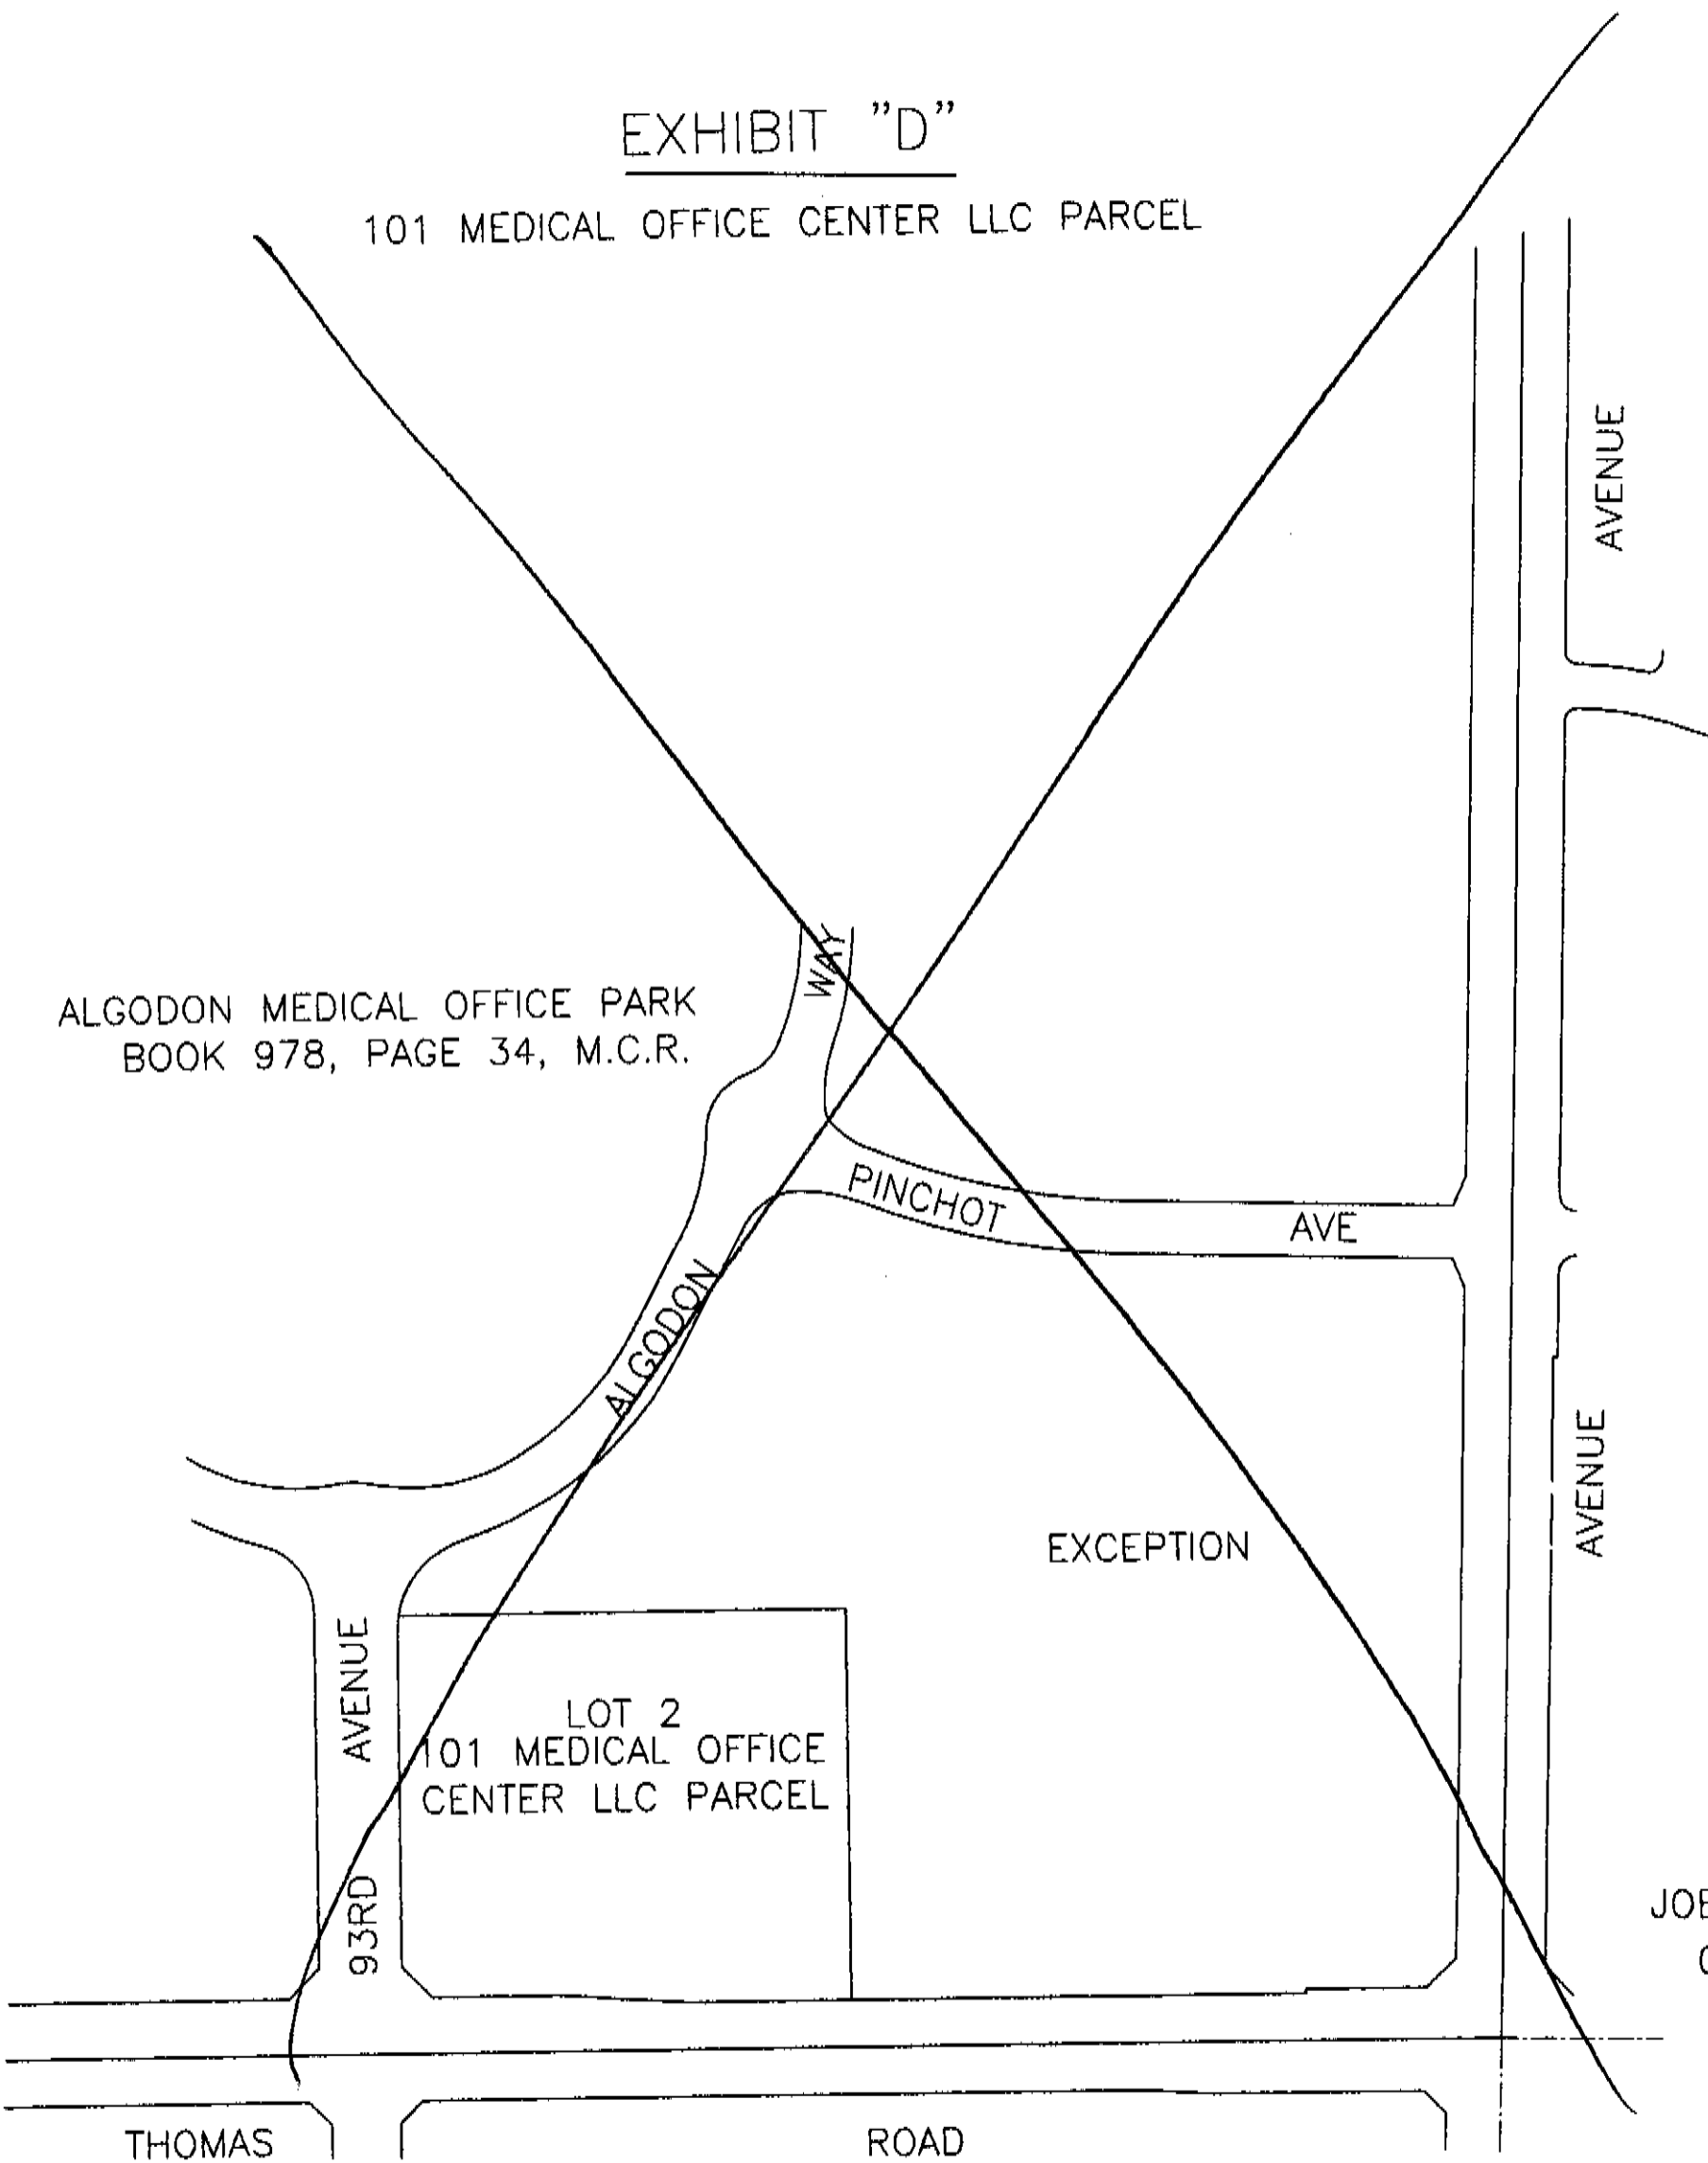 EXHIBIT "D"
101 MEDICAL OFFICE CENTER LLC PARCEL
AVENUE
WAY
ALGODON MEDICAL OFFICE PARK
BOOK 978, PAGE 34, M.C.R.
PINCHOT
AVE
ALGODON
AVENUE
EXCEPTION
AVENUE
LOT 2
101 MEDICAL OFFICE
CENTER LLC PARCEL
93RD
THOMAS
ROAD